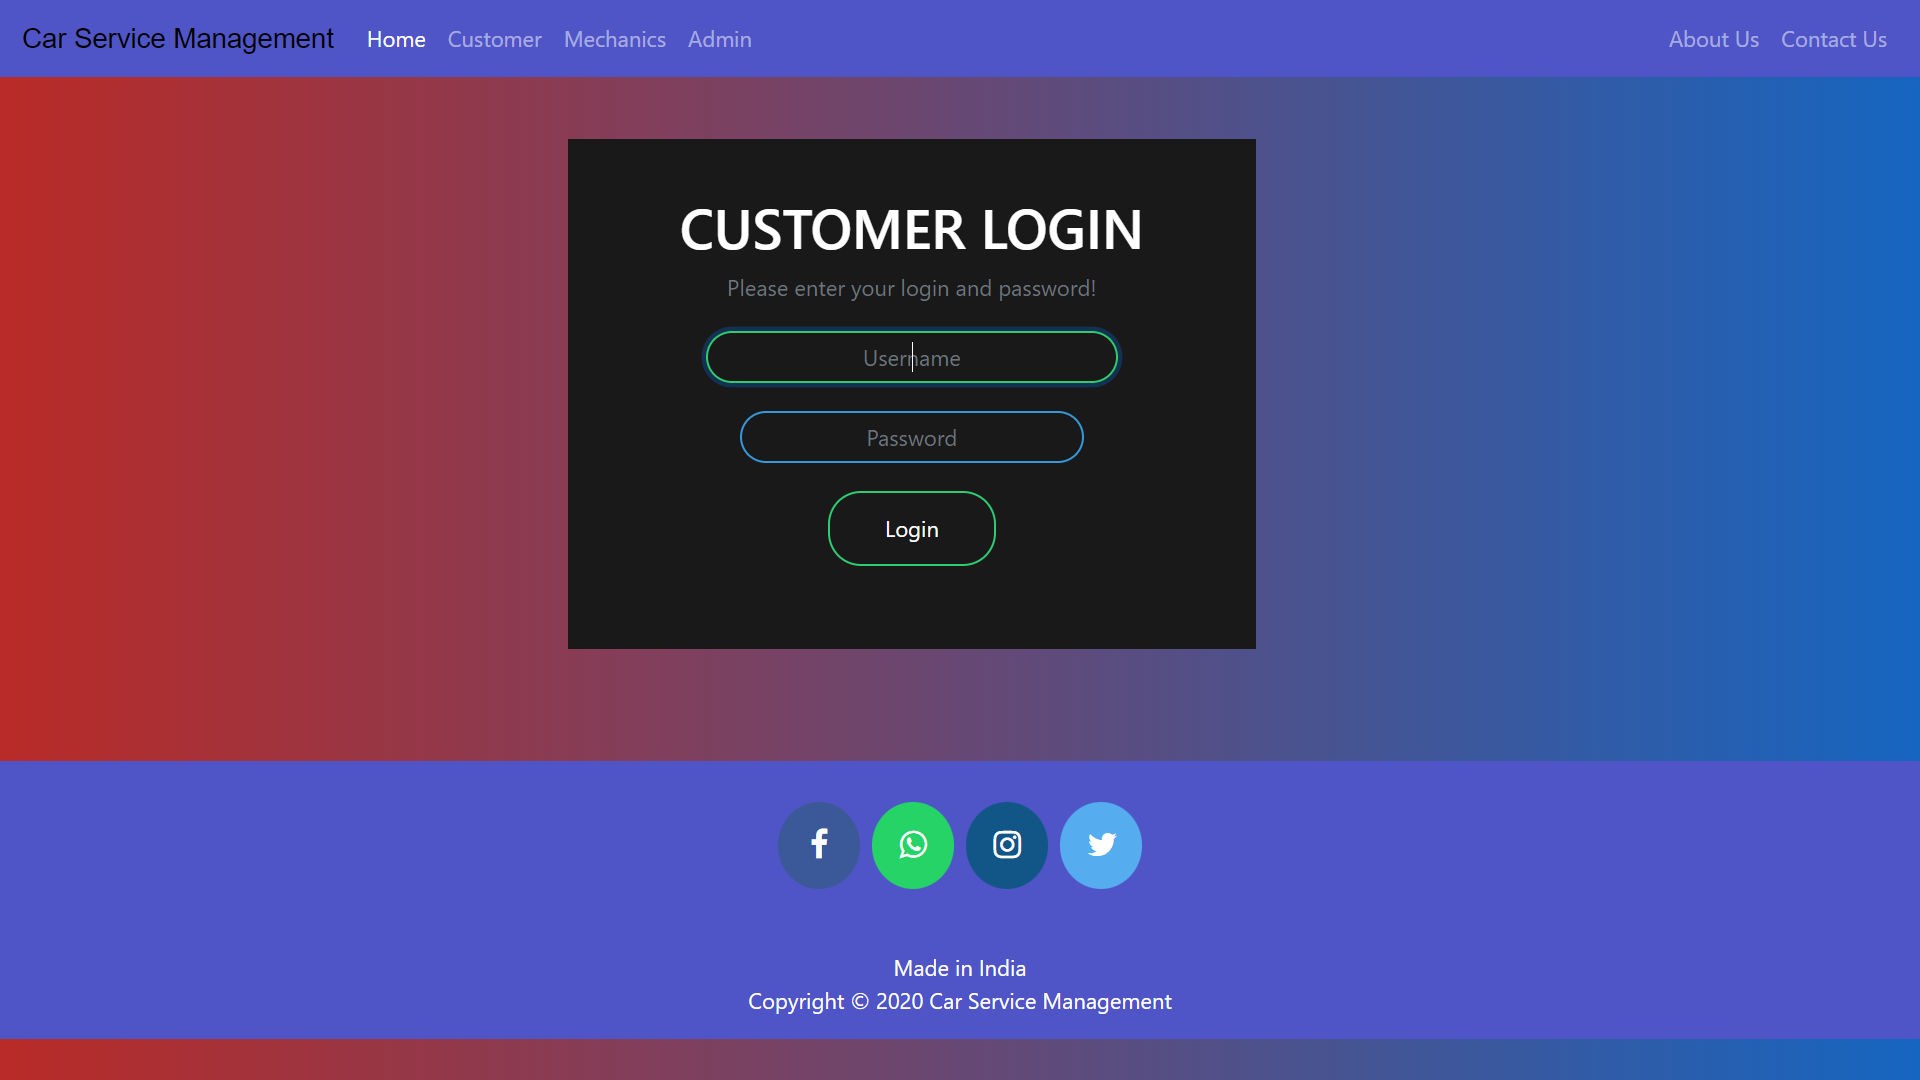 Car Service Management Home Customer Mechanics Admin About Us Contact Us
CUSTOMER LOGIN
Please enter your login and password!
Username
Password
Login
Made in India
Copyright © 2020 Car Service Management